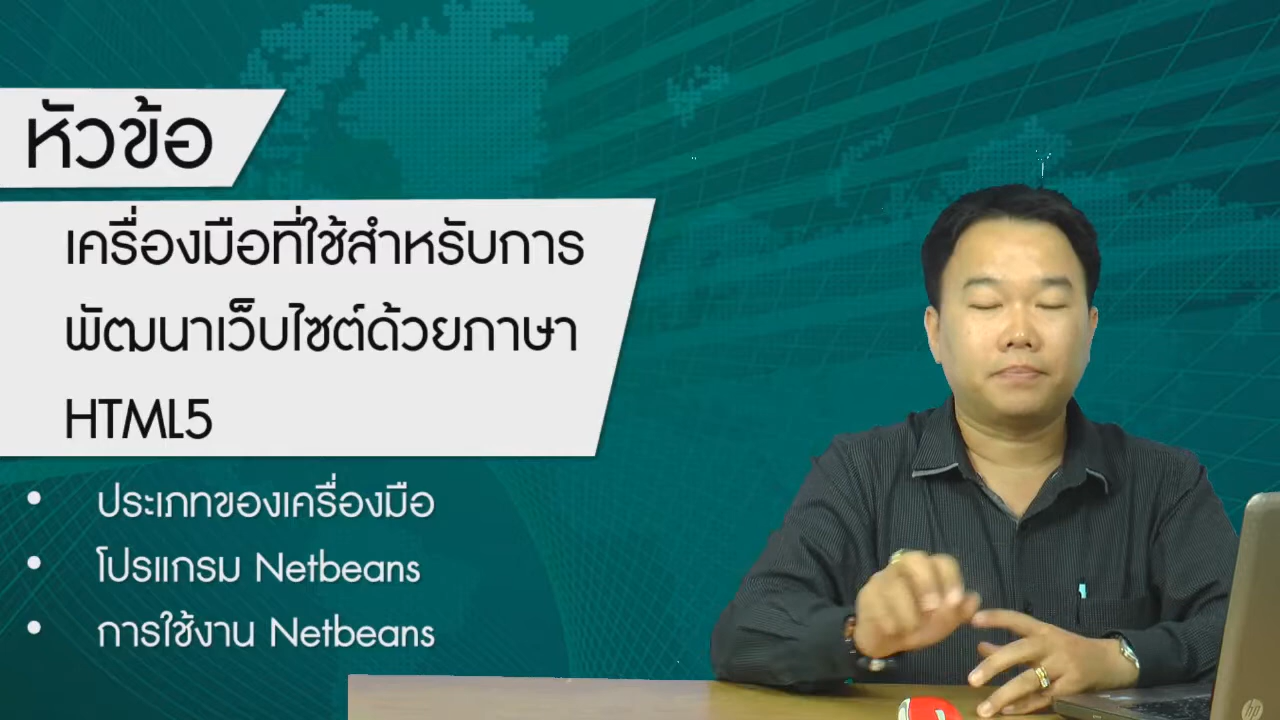 หัวข้อ
เครื่องมือที่ใช้สำหรับการ
พัฒนาเว็บไซต์ด้วยภาษา
HTML5
• ประเภทของเครื่องมือ
• โปรแกรม Netbeans
• การใช้งาน Netbeans
hp